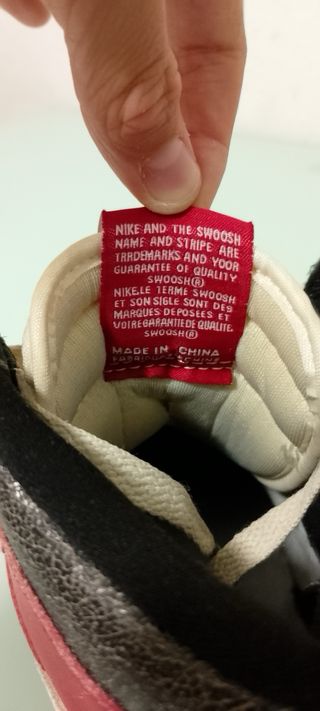 NIKE AND THE SWOOSH
NAME AND STRIPE ARE
TRADEMARKS AND YOUR
GUARANTEE OF QUALITY
SWOOSH®
NIKE,LE TERME SWOOSH
ET SON SIGLE SONT DES
MARQUES DEPOSEES ET
VOTRE GARANTIE DE QUALITE.
SWOOSH®
MADE IN CHINA